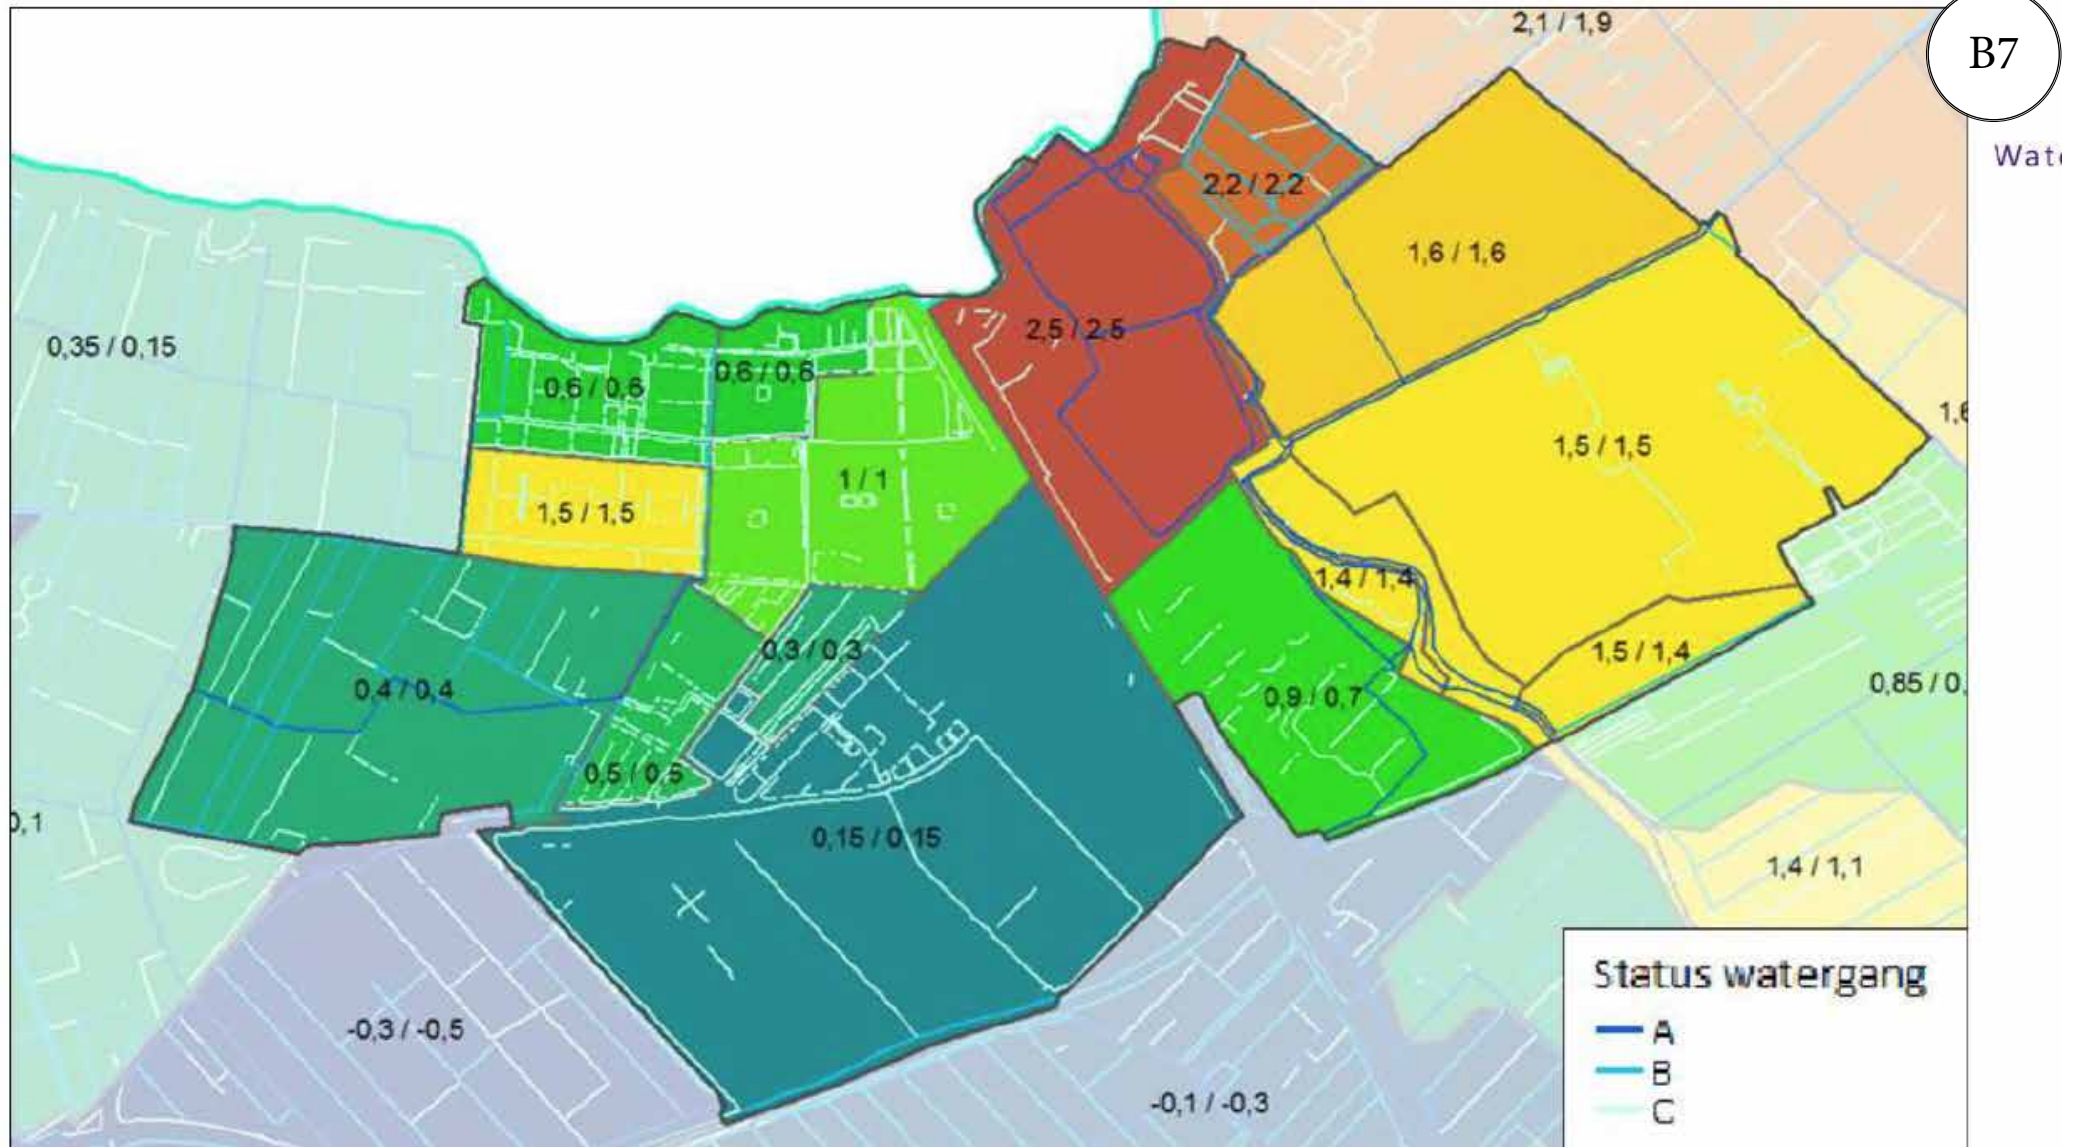 2,1 / 1,9
B7
Wate
2,2 / 2,2
1,6 / 1,6
2,5 / 2,5
0,35 / 0,15
0,6 / 0,6
0,6 / 0,6
1,6
1,5 / 1,5
1 / 1
1,5 / 1,5
1,4 / 1,4
0,3 / 0,3
1,5 / 1,4
0,4 / 0,4
0,9 / 0,7
0,85 / 0,
0,5 / 0,5
0,1
0,15 / 0,15
1,4 / 1,1
-0,3 / -0,5
-0,1 / -0,3
Status watergang
A
B
C